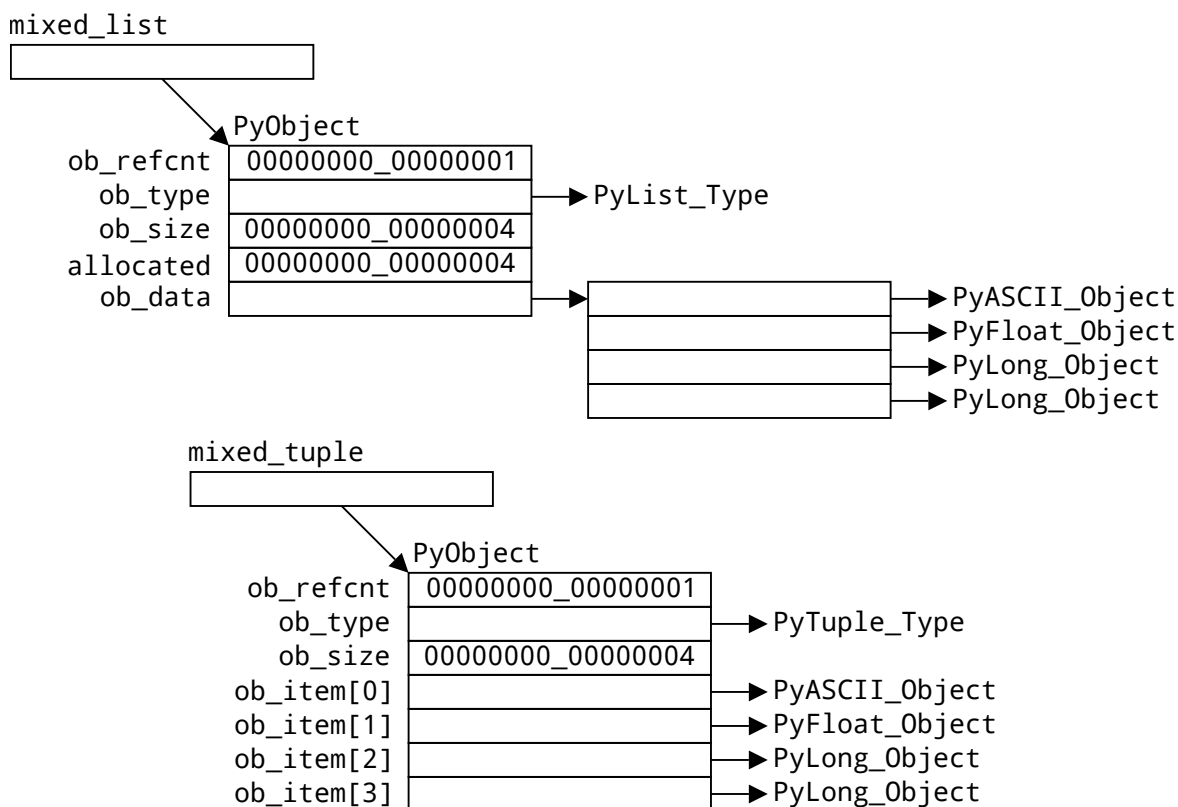 mixed_list
PyObject
ob_refcnt 00000000_00000001
ob_type PyList_Type
ob_size 00000000_00000004
allocated 00000000_00000004
ob_data PyASCII_Object
PyFloat_Object
PyLong_Object
PyLong_Object
mixed_tuple
PyObject
ob_refcnt 00000000_00000001
ob_type PyTuple_Type
ob_size 00000000_00000004
ob_item[0] PyASCII_Object
ob_item[1] PyFloat_Object
ob_item[2] PyLong_Object
ob_item[3] PyLong_Object